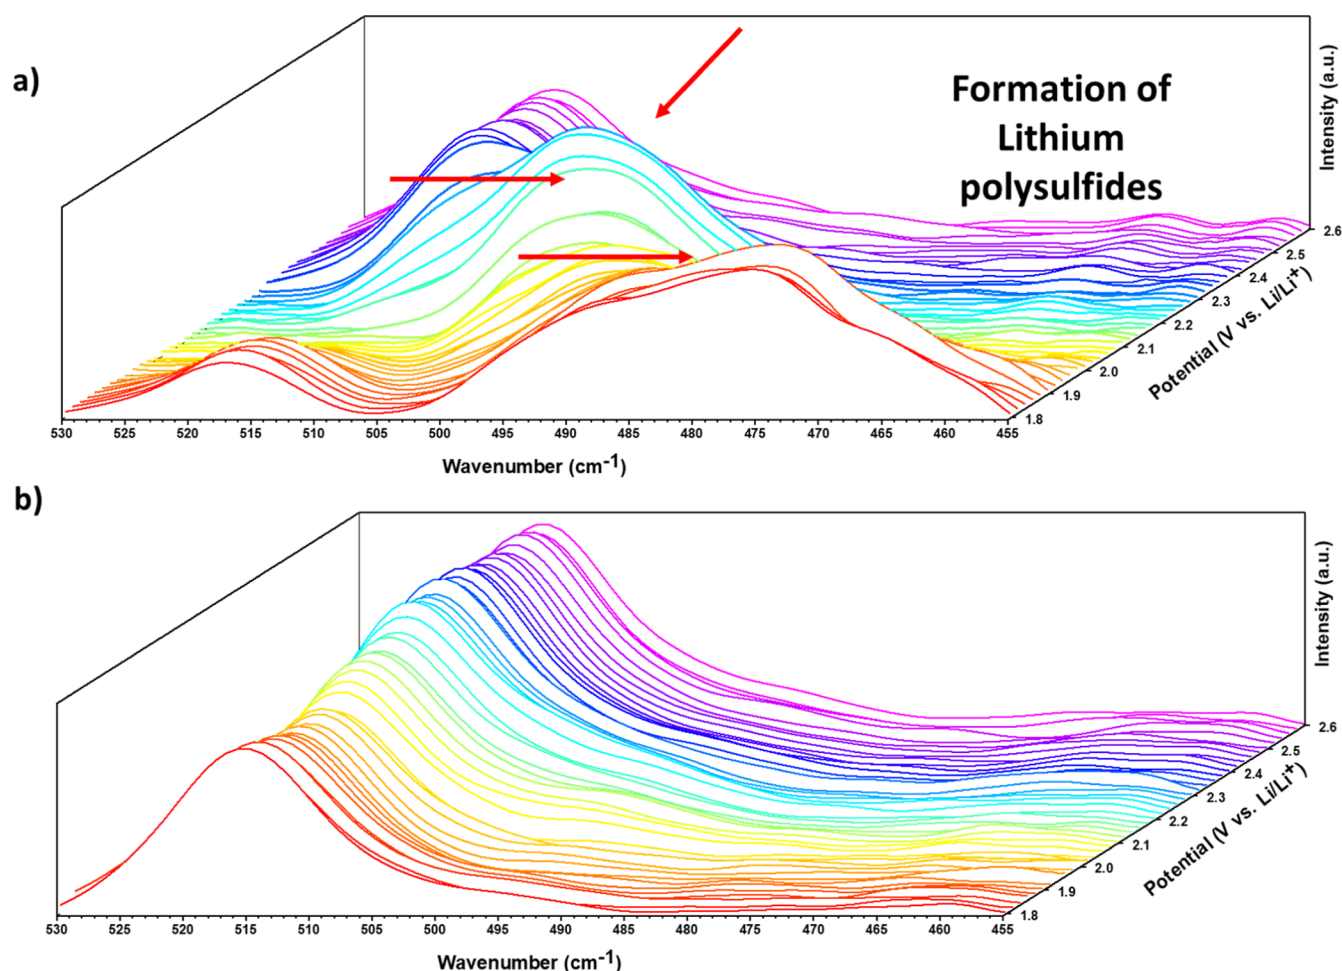 a)
Formation of
Lithium
polysulfides
Intensity (a.u.)
2.6
2.5
2.4
2.3
2.2
2.1
2.0
1.9
1.8
Potential (V vs. Li/Li⁺)
530 525 520 515 510 505 500 495 490 485 480 475 470 465 460 455
Wavenumber (cm⁻¹)
b)
Intensity (a.u.)
2.6
2.5
2.4
2.3
2.2
2.1
2.0
1.9
1.8
Potential (V vs. Li/Li⁺)
530 525 520 515 510 505 500 495 490 485 480 475 470 465 460 455
Wavenumber (cm⁻¹)